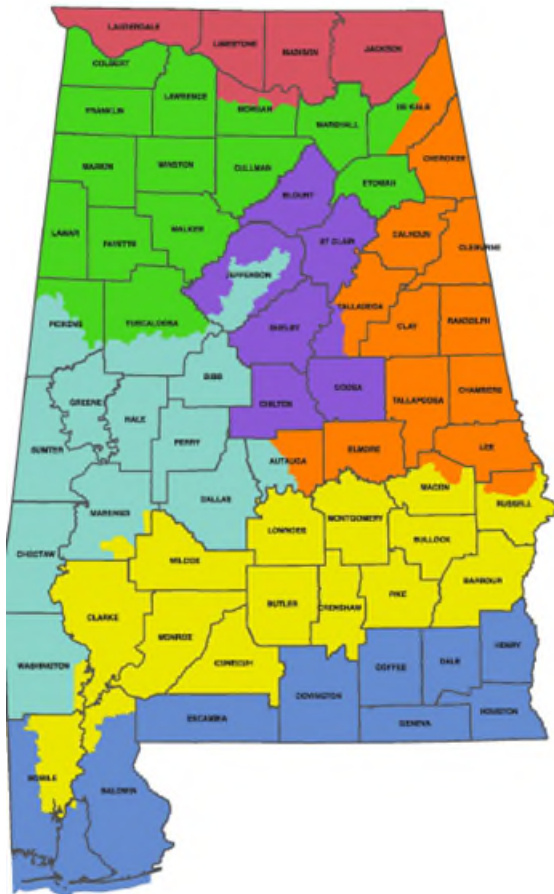 LAUDERDALE
LIMESTONE
MADISON
JACKSON
COLBERT
LAWRENCE
FRANKLIN
MORGAN
MARSHALL
DE KALB
MARION
WINSTON
CULLMAN
CHEROKEE
BLOUNT
ETOWAH
LAMAR
FAYETTE
WALKER
ST CLAIR
CALHOUN
CLEBURNE
JEFFERSON
PICKENS
TUSCALOOSA
TALLADEGA
SHELBY
CLAY
RANDOLPH
BIBB
GREENE
HALE
CHILTON
COOSA
TALLAPOOSA
CHAMBERS
SUMTER
PERRY
AUTAUGA
ELMORE
LEE
MACON
DALLAS
MARENGO
LOWNDES
MONTGOMERY
RUSSELL
CHOCTAW
WILCOX
BULLOCK
BARBOUR
CLARKE
BUTLER
CRENSHAW
PIKE
MONROE
WASHINGTON
CONECUH
COFFEE
DALE
HENRY
COVINGTON
ESCAMBIA
GENEVA
HOUSTON
MOBILE
BALDWIN